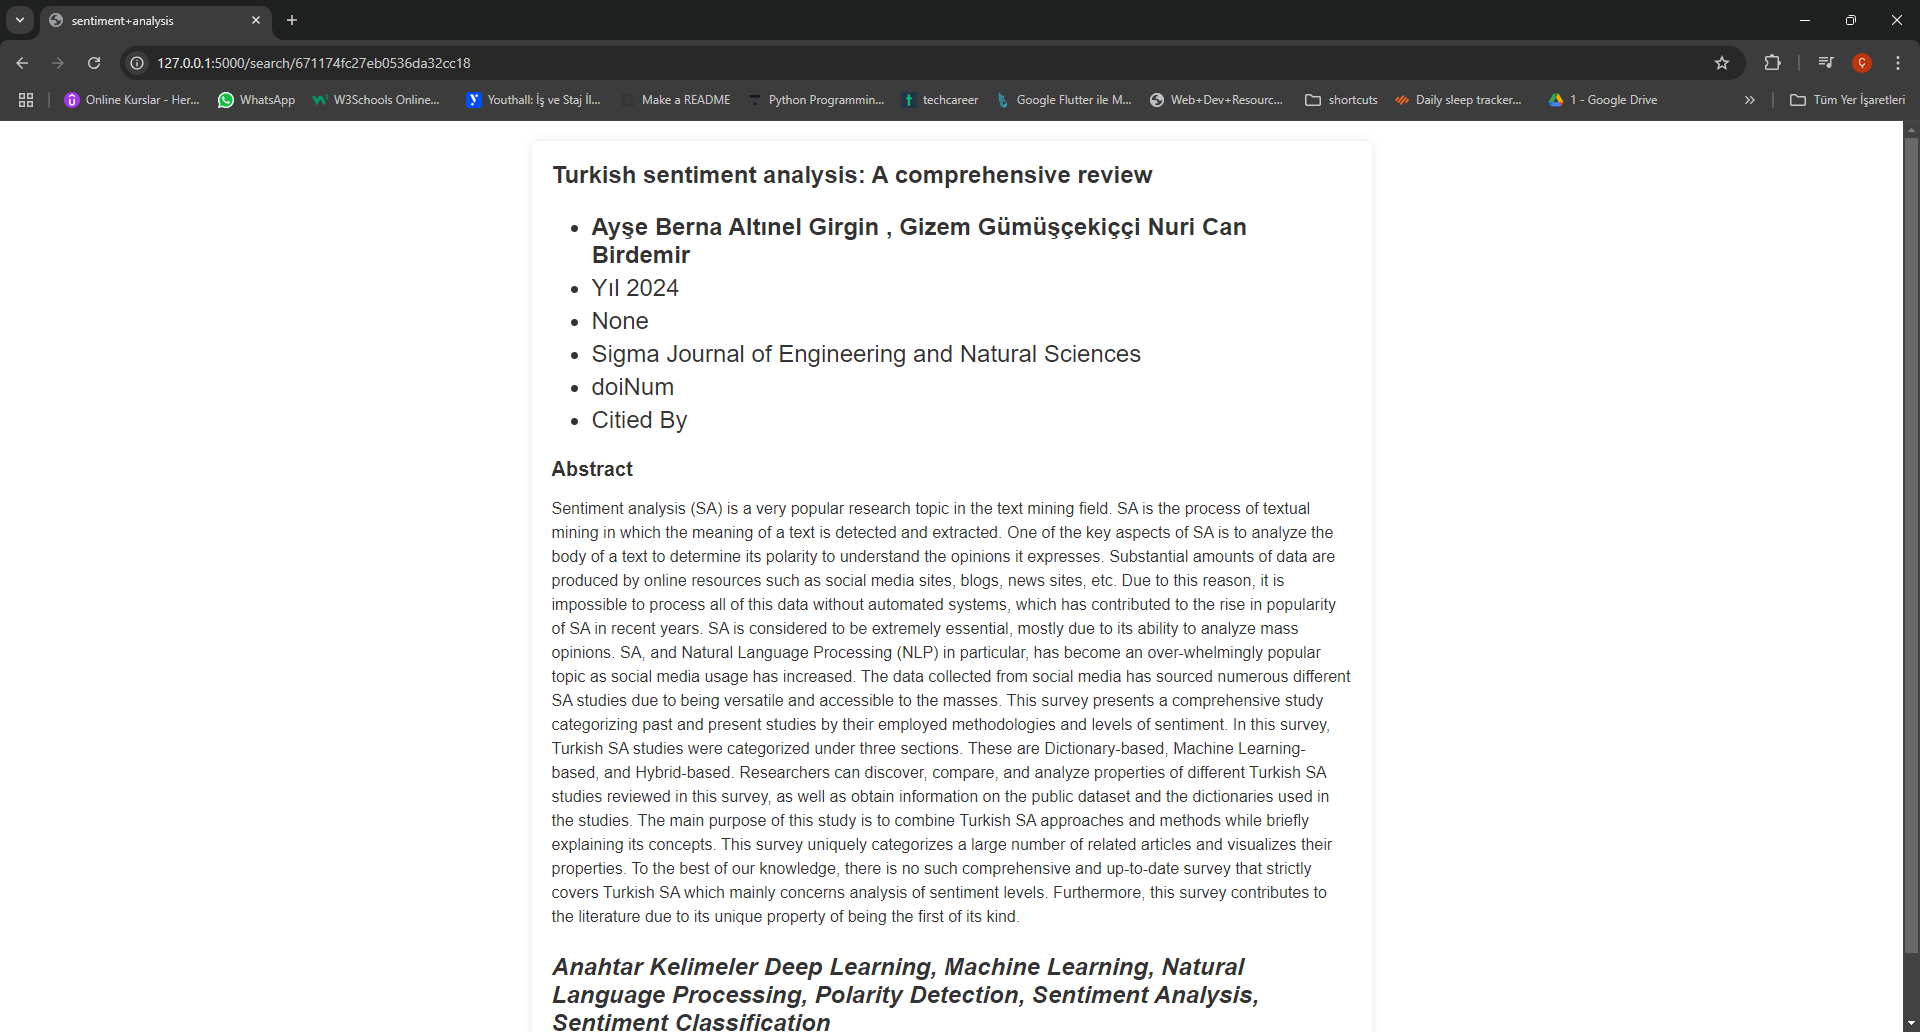 sentiment+analysis
127.0.0.1:5000/search/671174fc27eb0536da32cc18
Ç
Online Kurslar - Her...
WhatsApp
W3Schools Online...
Youthall: İş ve Staj İl...
Make a README
Python Programmin...
techcareer
Google Flutter ile M...
Web+Dev+Resourc...
shortcuts
Daily sleep tracker...
1 - Google Drive
Tüm Yer İşaretleri
Turkish sentiment analysis: A comprehensive review
Ayşe Berna Altınel Girgin , Gizem Gümüşçekiççi Nuri Can
Birdemir
Yıl 2024
None
Sigma Journal of Engineering and Natural Sciences
doiNum
Citied By
Abstract
Sentiment analysis (SA) is a very popular research topic in the text mining field. SA is the process of textual
mining in which the meaning of a text is detected and extracted. One of the key aspects of SA is to analyze the
body of a text to determine its polarity to understand the opinions it expresses. Substantial amounts of data are
produced by online resources such as social media sites, blogs, news sites, etc. Due to this reason, it is
impossible to process all of this data without automated systems, which has contributed to the rise in popularity
of SA in recent years. SA is considered to be extremely essential, mostly due to its ability to analyze mass
opinions. SA, and Natural Language Processing (NLP) in particular, has become an over-whelmingly popular
topic as social media usage has increased. The data collected from social media has sourced numerous different
SA studies due to being versatile and accessible to the masses. This survey presents a comprehensive study
categorizing past and present studies by their employed methodologies and levels of sentiment. In this survey,
Turkish SA studies were categorized under three sections. These are Dictionary-based, Machine Learning-
based, and Hybrid-based. Researchers can discover, compare, and analyze properties of different Turkish SA
studies reviewed in this survey, as well as obtain information on the public dataset and the dictionaries used in
the studies. The main purpose of this study is to combine Turkish SA approaches and methods while briefly
explaining its concepts. This survey uniquely categorizes a large number of related articles and visualizes their
properties. To the best of our knowledge, there is no such comprehensive and up-to-date survey that strictly
covers Turkish SA which mainly concerns analysis of sentiment levels. Furthermore, this survey contributes to
the literature due to its unique property of being the first of its kind.
Anahtar Kelimeler Deep Learning, Machine Learning, Natural
Language Processing, Polarity Detection, Sentiment Analysis,
Sentiment Classification